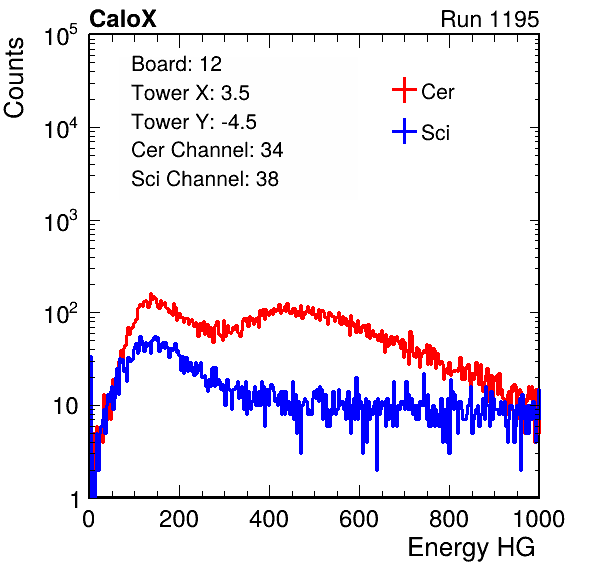 CaloX Run 1195
Counts
Board: 12
Tower X: 3.5
Tower Y: -4.5
Cer Channel: 34
Sci Channel: 38
Cer
Sci
10^5
10^4
10^3
10^2
10
1
0 200 400 600 800 1000
Energy HG